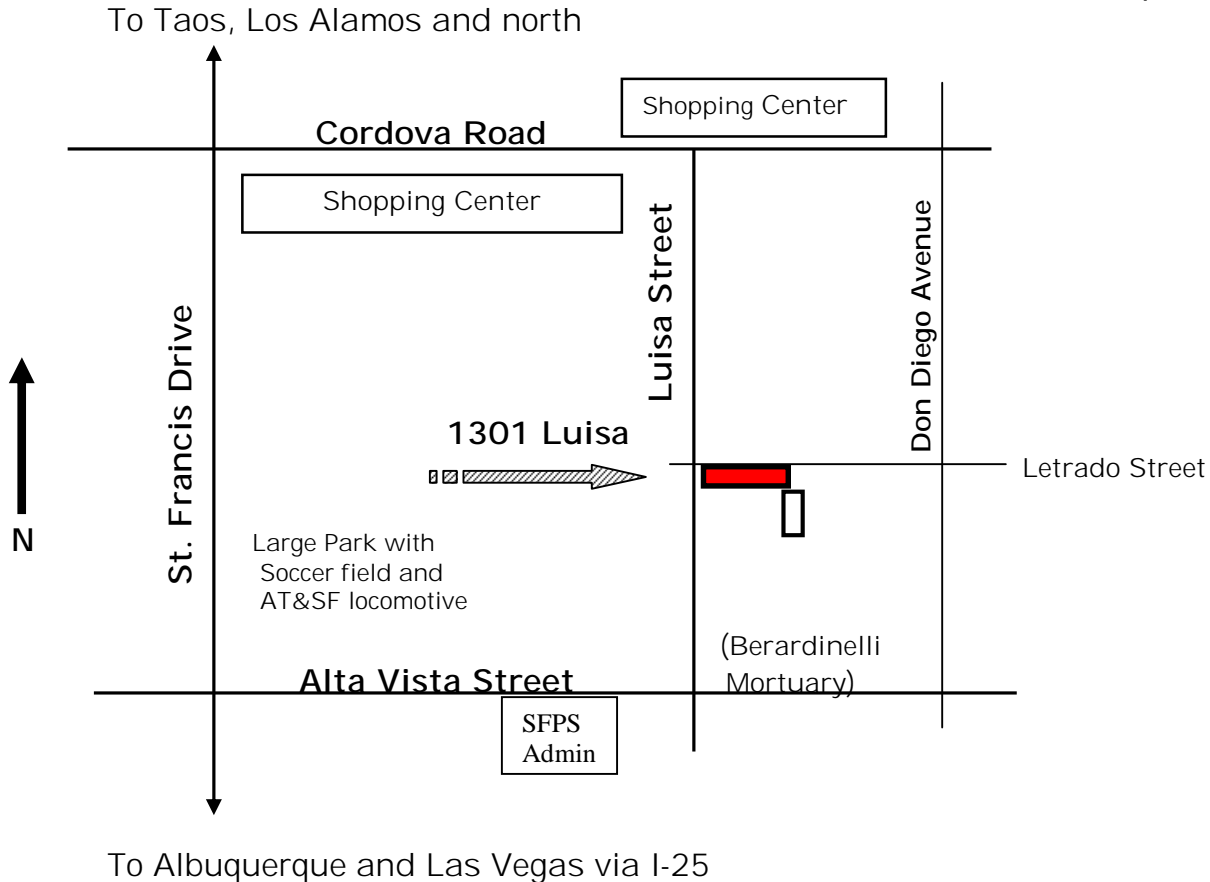 To Taos, Los Alamos and north
Shopping Center
Cordova Road
Shopping Center
Luisa Street
Don Diego Avenue
St. Francis Drive
1301 Luisa
Letrado Street
N
Large Park with
Soccer field and
AT&SF locomotive
(Berardinelli
Mortuary)
Alta Vista Street
SFPS
Admin
To Albuquerque and Las Vegas via I-25